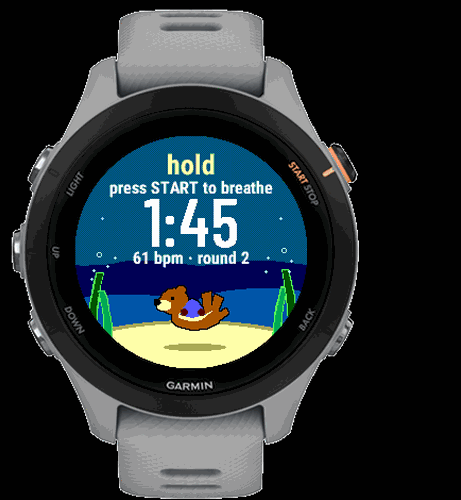 hold
press START to breathe
1:45
61 bpm · round 2
LIGHT
START STOP
UP
DOWN
BACK
GARMIN